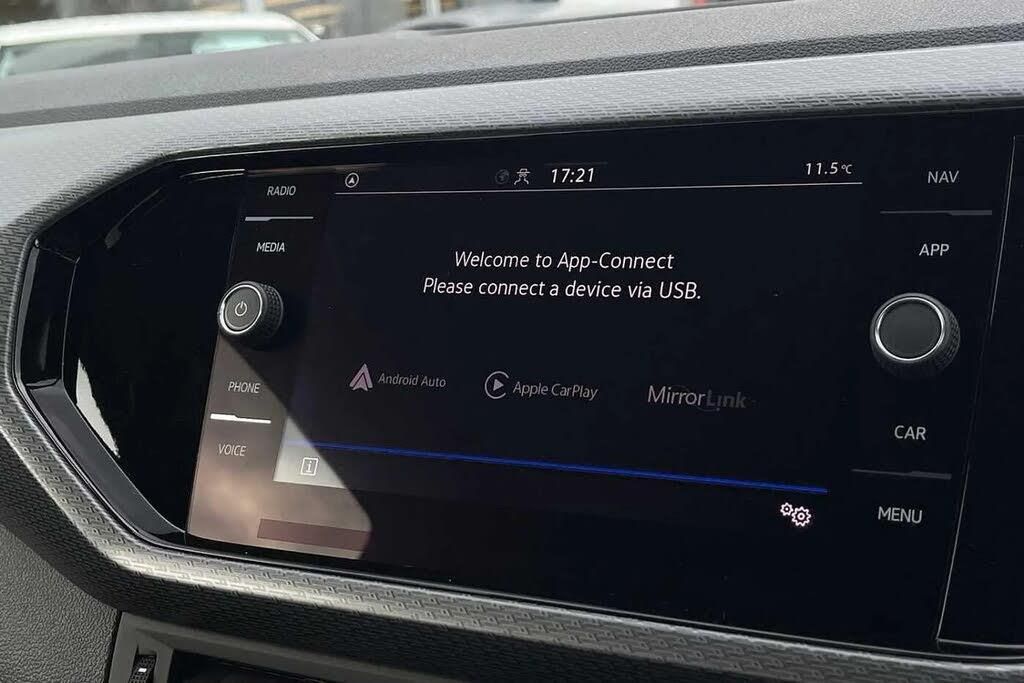 RADIO
MEDIA
PHONE
VOICE
17:21
11.5°C
Welcome to App-Connect
Please connect a device via USB.
Android Auto
Apple CarPlay
MirrorLink
i
NAV
APP
CAR
MENU